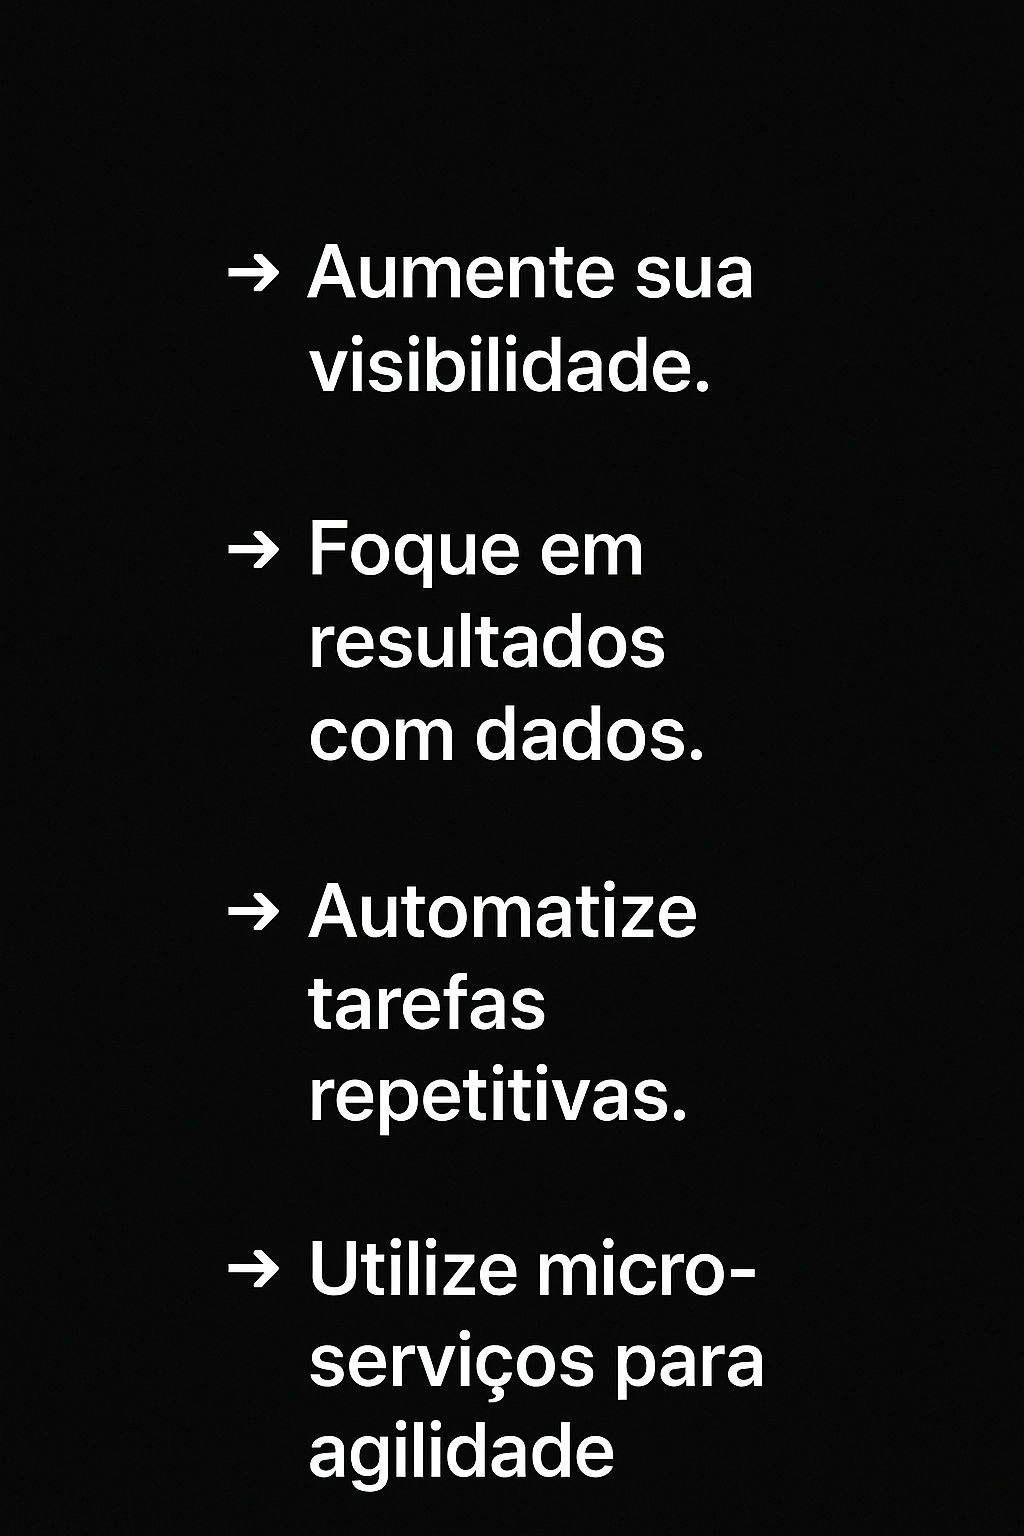 → Aumente sua
visibilidade.
→ Foque em
resultados
com dados.
→ Automatize
tarefas
repetitivas.
→ Utilize micro-
serviços para
agilidade